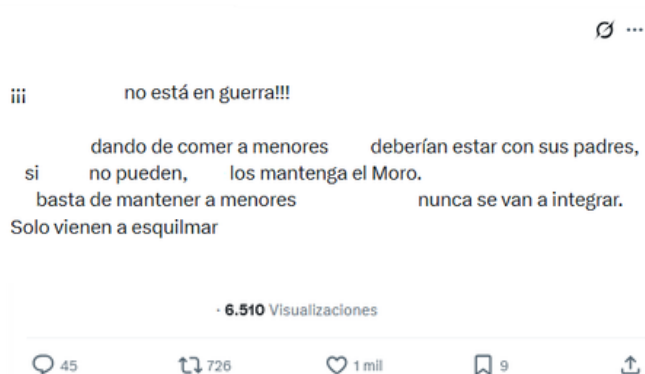 ¡¡¡ no está en guerra!!!
dando de comer a menores deberían estar con sus padres,
si no pueden, los mantenga el Moro.
basta de mantener a menores nunca se van a integrar.
Solo vienen a esquilmar
· 6.510 Visualizaciones
45 726 1 mil 9